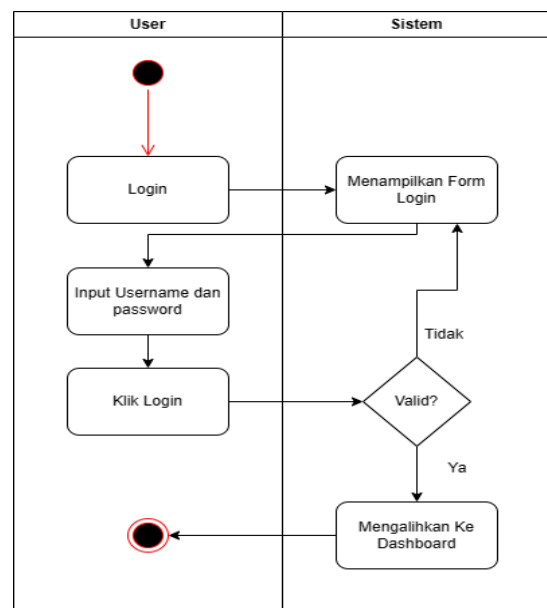 User
Sistem
Login
Menampilkan Form
Login
Input Username dan
password
Tidak
Klik Login
Valid?
Ya
Mengalihkan Ke
Dashboard